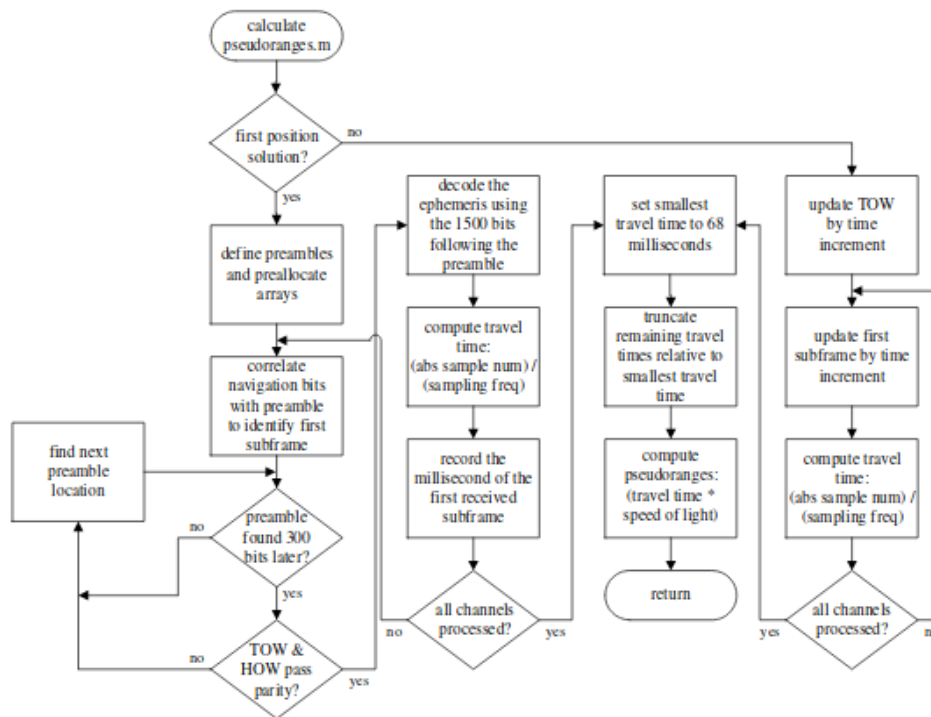 calculate
pseudoranges.m
first position
solution?
no
yes
define preambles
and preallocate
arrays
correlate
navigation bits
with preamble
to identify first
subframe
find next
preamble
location
preamble
found 300
bits later?
no
yes
TOW &
HOW pass
parity?
no
yes
decode the
ephemeris using
the 1500 bits
following the
preamble
compute travel
time:
(abs sample num) /
(sampling freq)
record the
millisecond of the
first received
subframe
all channels
processed?
no
yes
set smallest
travel time to 68
milliseconds
truncate
remaining travel
times relative to
smallest travel
time
compute
pseudoranges:
(travel time *
speed of light)
return
update TOW
by time
increment
update first
subframe by time
increment
compute travel
time:
(abs sample num) /
(sampling freq)
all channels
processed?
yes
no